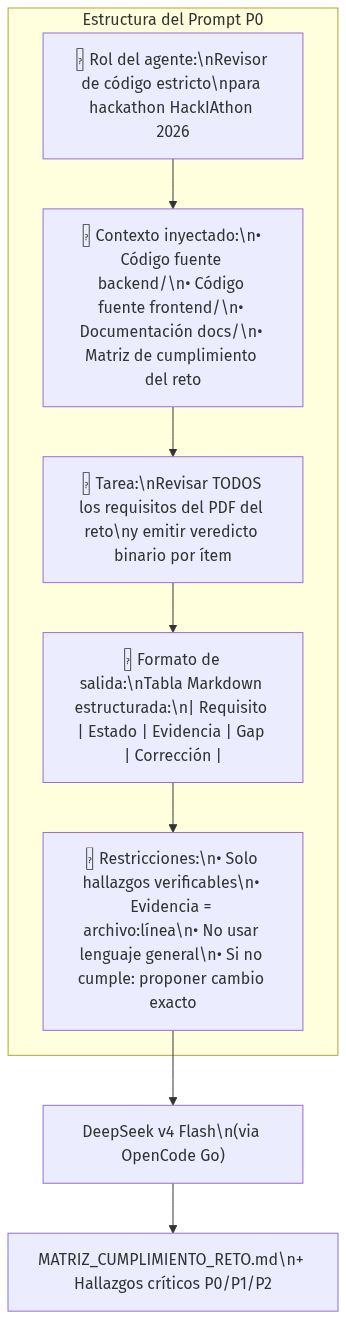 Estructura del Prompt P0
Rol del agente:\nRevisor
de código estricto\npara
hackathon HackIAthon
2026
Contexto inyectado:\n•
Código fuente
backend/\n• Código
fuente frontend/\n•
Documentación docs/\n•
Matriz de cumplimiento
del reto
Tarea:\nRevisar TODOS
los requisitos del PDF del
reto\ny emitir veredicto
binario por ítem
Formato de
salida:\nTabla Markdown
estructurada:\n| Requisito
| Estado | Evidencia | Gap
| Corrección |
Restricciones:\n• Solo
hallazgos verificables\n•
Evidencia =
archivo:línea\n• No usar
lenguaje general\n• Si no
cumple: proponer cambio
exacto
DeepSeek v4 Flash\n(via
OpenCode Go)
MATRIZ_CUMPLIMIENTO_RETO.md\n+
Hallazgos críticos P0/P1/P2